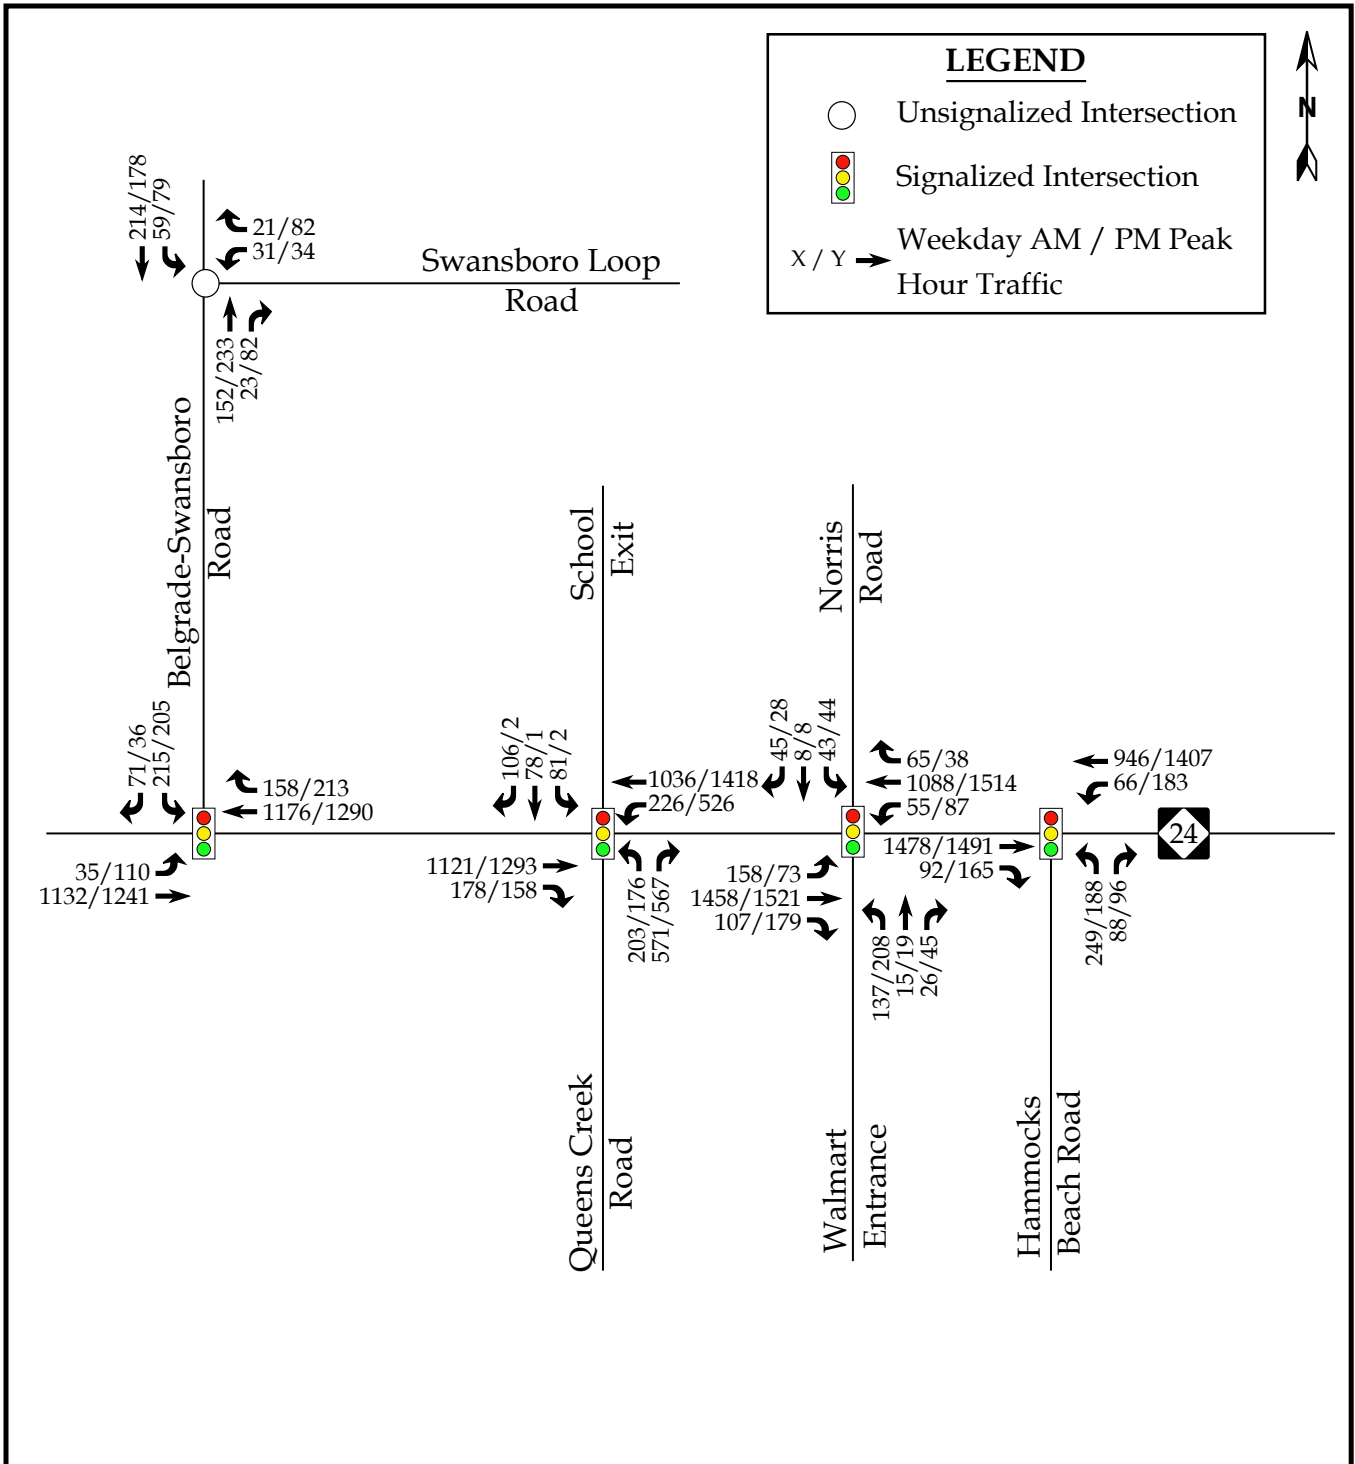 LEGEND
Unsignalized Intersection
Signalized Intersection
X / Y
Weekday AM / PM Peak
Hour Traffic
N
214/178
59/79
21/82
31/34
Swansboro Loop
Road
152/233
23/82
Belgrade-Swansboro
Road
School
Exit
Norris
Road
71/36
215/205
158/213
1176/1290
35/110
1132/1241
106/2
78/1
81/2
1036/1418
226/526
1121/1293
178/158
203/176
571/567
45/28
8/8
43/44
65/38
1088/1514
55/87
158/73
1458/1521
107/179
137/208
15/19
26/45
946/1407
66/183
1478/1491
92/165
249/188
88/96
24
Queens Creek
Road
Walmart
Entrance
Hammocks
Beach Road